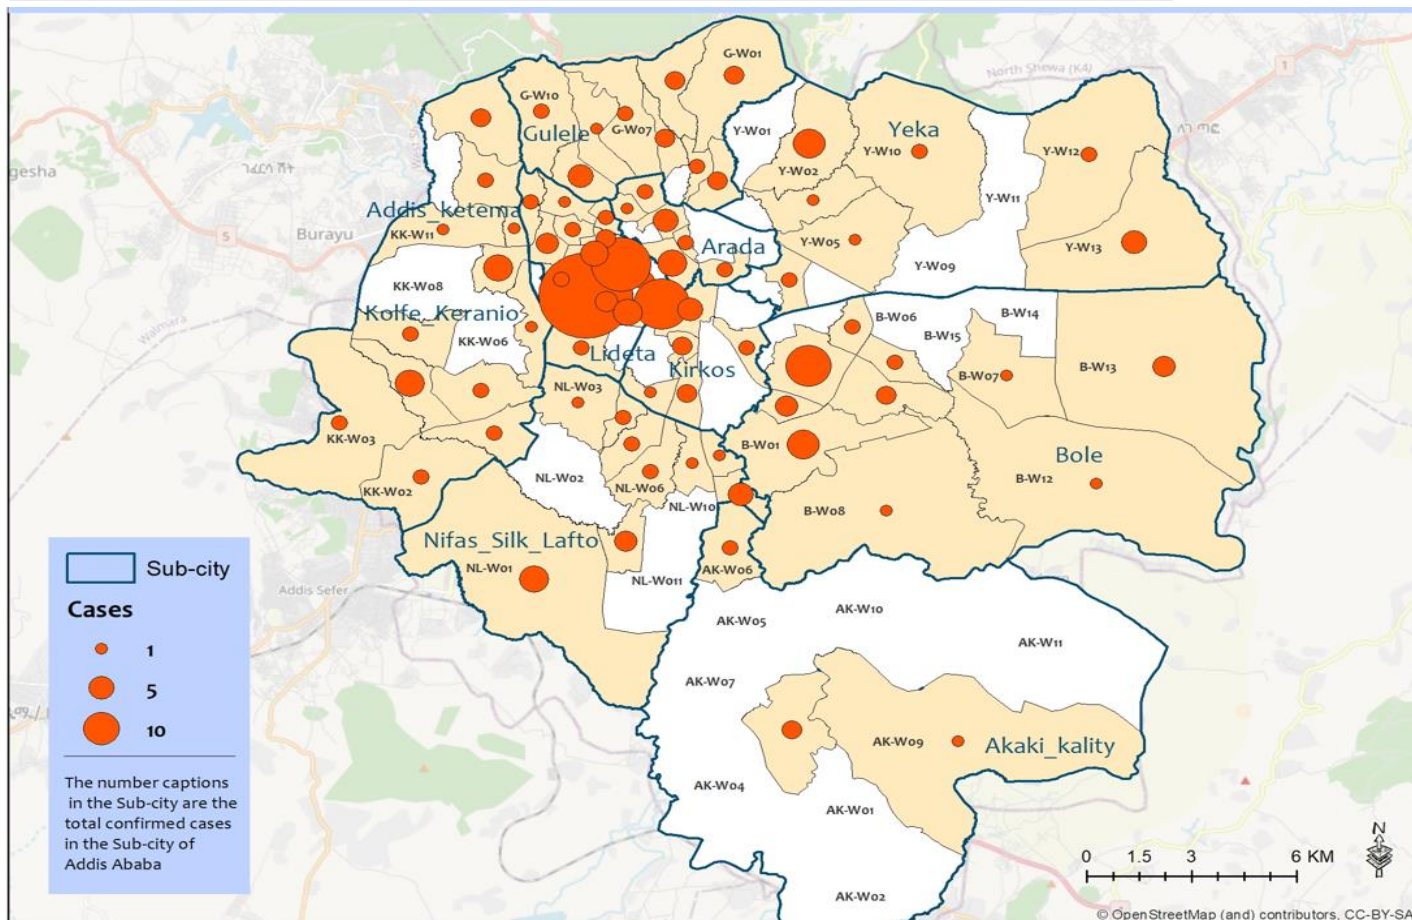 G-W01
North Shewa (K4)
1
G-W10
Gulele
G-W07
Y-W01
Yeka
Y-W10
Y-W12
Y-W02
Y-W11
gesha
Addis_ketema
KK-W11
5
Burayu
Arada
Y-W05
Y-W13
Y-W09
KK-W08
Walmara
Kolfe_Keranio
KK-W06
B-W06
B-W14
B-W15
Lideta
Kirkos
B-W07
B-W13
NL-W03
KK-W03
B-W01
Bole
NL-W02
KK-W02
NL-W06
B-W12
NL-W10
B-W08
Nifas_Silk_Lafto
NL-W01
AK-W06
NL-W011
Addis Sefer
AK-W10
AK-W05
AK-W11
AK-W07
AK-W09
Akaki_kality
AK-W04
AK-W01
AK-W02
Sub-city
Cases
1
5
10
The number captions
in the Sub-city are the
total confirmed cases
in the Sub-city of
Addis Ababa
N
0 1.5 3 6 KM
© OpenStreetMap (and) contributors, CC-BY-SA